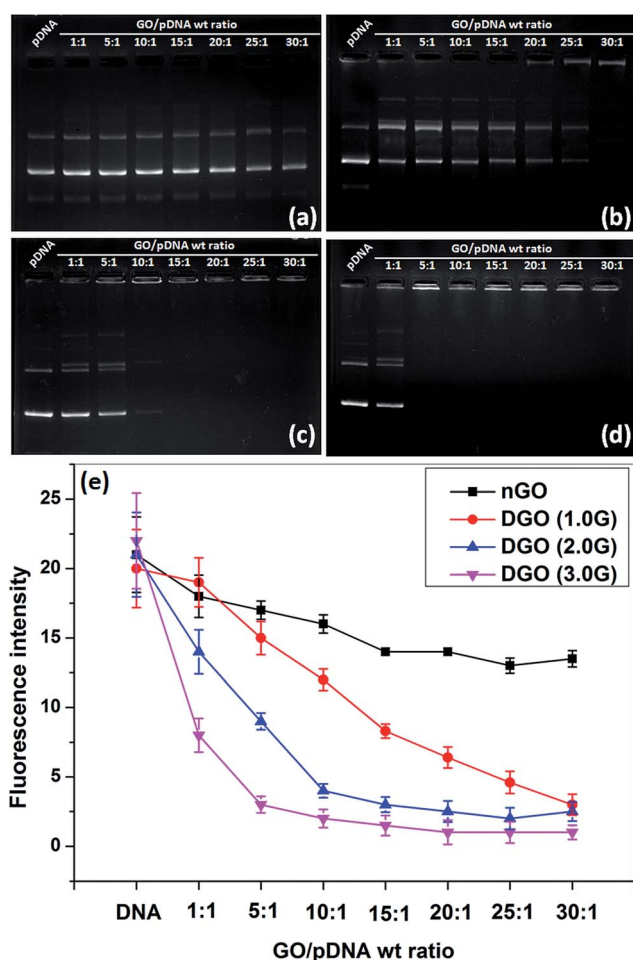 pDNA
GO/pDNA wt ratio
1:1 5:1 10:1 15:1 20:1 25:1 30:1
(a)
pDNA
GO/pDNA wt ratio
1:1 5:1 10:1 15:1 20:1 25:1 30:1
(b)
pDNA
GO/pDNA wt ratio
1:1 5:1 10:1 15:1 20:1 25:1 30:1
(c)
pDNA
GO/pDNA wt ratio
1:1 5:1 10:1 15:1 20:1 25:1 30:1
(d)
(e)
nGO
DGO (1.0G)
DGO (2.0G)
DGO (3.0G)
Fluorescence intensity
25
20
15
10
5
0
DNA 1:1 5:1 10:1 15:1 20:1 25:1 30:1
GO/pDNA wt ratio